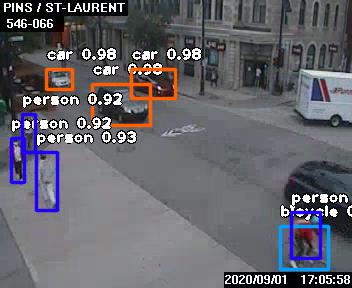 PINS / ST-LAURENT
546-066
car 0.98
car 0.98
car 0.98
person 0.92
person 0.92
person 0.93
person
bicycle 0
2020/09/01 17:05:58